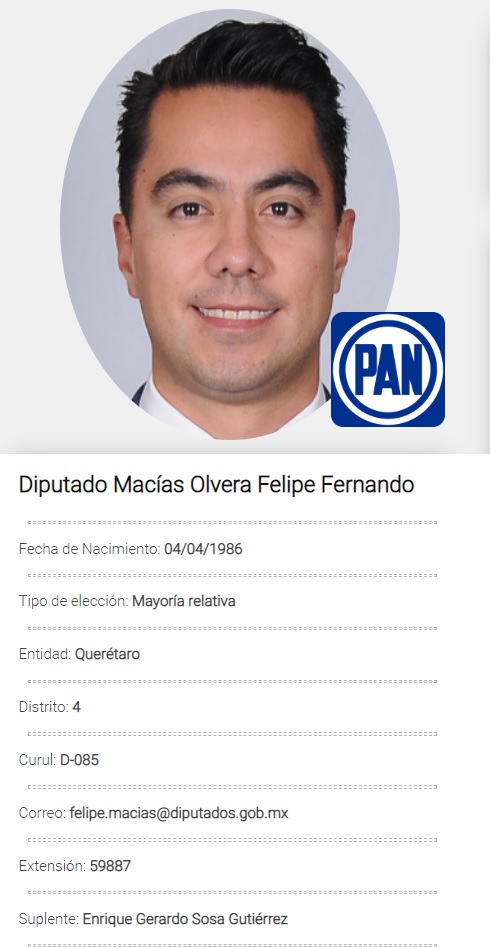 PAN
Diputado Macías Olvera Felipe Fernando
Fecha de Nacimiento: 04/04/1986
Tipo de elección: Mayoría relativa
Entidad: Querétaro
Distrito: 4
Curul: D-085
Correo: felipe.macias@diputados.gob.mx
Extensión: 59887
Suplente: Enrique Gerardo Sosa Gutiérrez